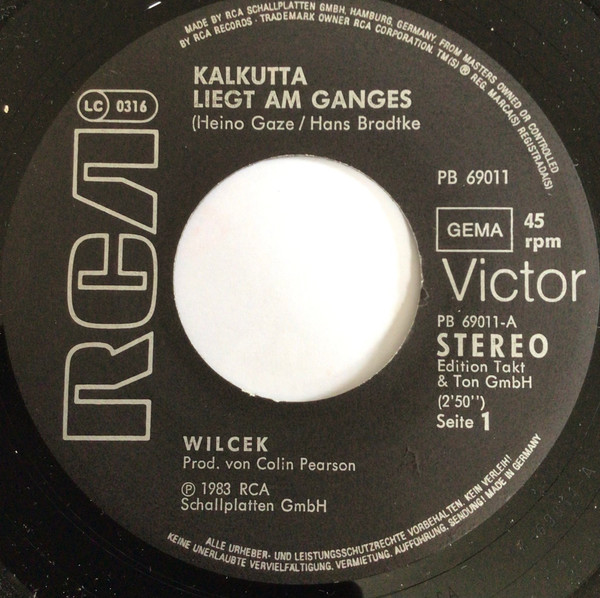 MADE BY RCA SCHALLPLATTEN GMBH, HAMBURG, GERMANY, FROM MASTERS OWNED OR CONTROLLED
BY RCA RECORDS · TRADEMARK OWNER RCA CORPORATION. TM(S) ® REG. MARCA(S) REGISTRADA(S)
KALKUTTA
LIEGT AM GANGES
(Heino Gaze / Hans Bradtke
LC 0316
RCA
PB 69011
GEMA
45
rpm
Victor
PB 69011-A
STEREO
Edition Takt
& Ton GmbH
(2'50'')
Seite 1
WILCEK
Prod. von Colin Pearson
℗ 1983 RCA
Schallplatten GmbH
ALLE URHEBER- UND LEISTUNGSSCHUTZRECHTE VORBEHALTEN. KEIN VERLEIH!
KEINE UNERLAUBTE VERVIELFÄLTIGUNG, VERMIETUNG, AUFFÜHRUNG, SENDUNG! MADE IN GERMANY